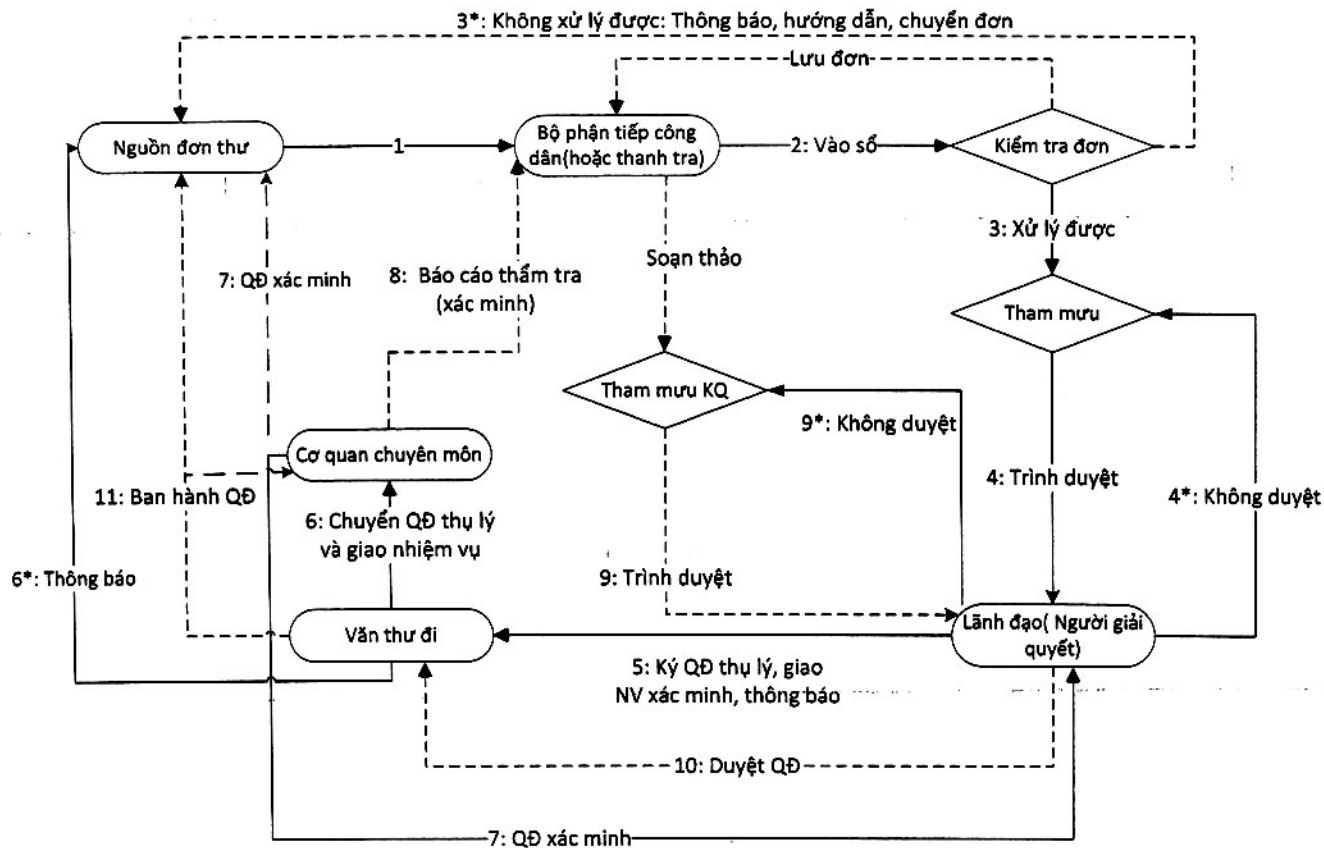 3*: Không xử lý được: Thông báo, hướng dẫn, chuyển đơn
Lưu đơn
Nguồn đơn thư
1
Bộ phận tiếp công
dân(hoặc thanh tra)
2: Vào sổ
Kiểm tra đơn
3: Xử lý được
Soạn thảo
7: QĐ xác minh
8: Báo cáo thẩm tra
(xác minh)
Tham mưu
Tham mưu KQ
9*: Không duyệt
Cơ quan chuyên môn
4: Trình duyệt
4*: Không duyệt
11: Ban hành QĐ
6: Chuyển QĐ thụ lý
và giao nhiệm vụ
6*: Thông báo
9: Trình duyệt
Văn thư đi
Lãnh đạo( Người giải
quyết)
5: Ký QĐ thụ lý, giao
NV xác minh, thông báo
10: Duyệt QĐ
7: QĐ xác minh